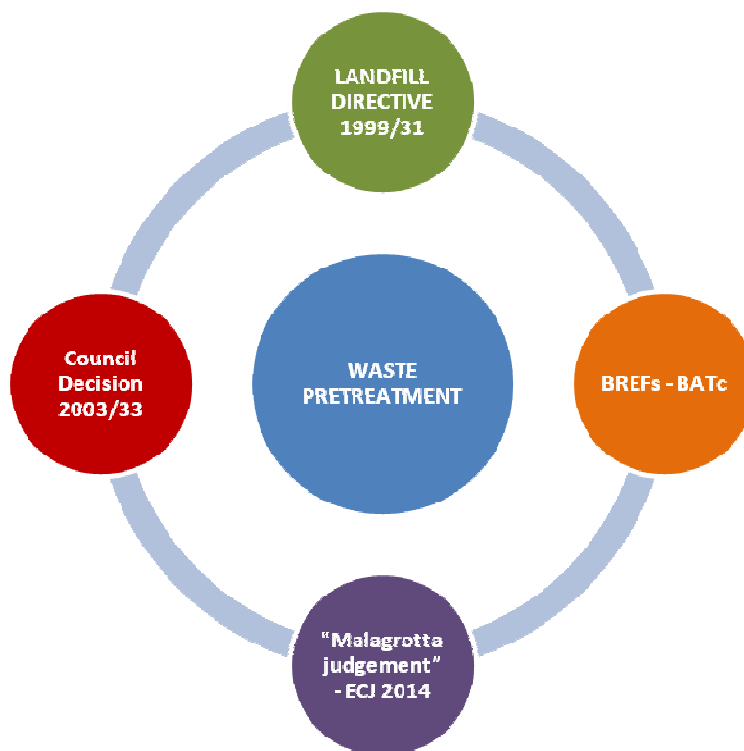 LANDFILL
DIRECTIVE
1999/31
Council
Decision
2003/33
WASTE
PRETREATMENT
BREFs - BATc
“Malagrotta
judgement”
- ECJ 2014